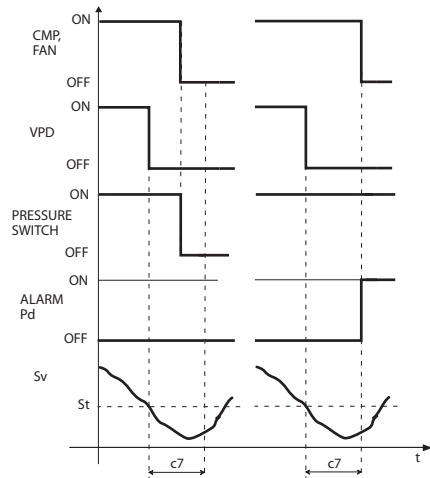 ON
CMP,
FAN
OFF
ON
VPD
OFF
ON
PRESSURE
SWITCH
OFF
ON
ALARM
Pd
OFF
Sv
St
t
c7
c7